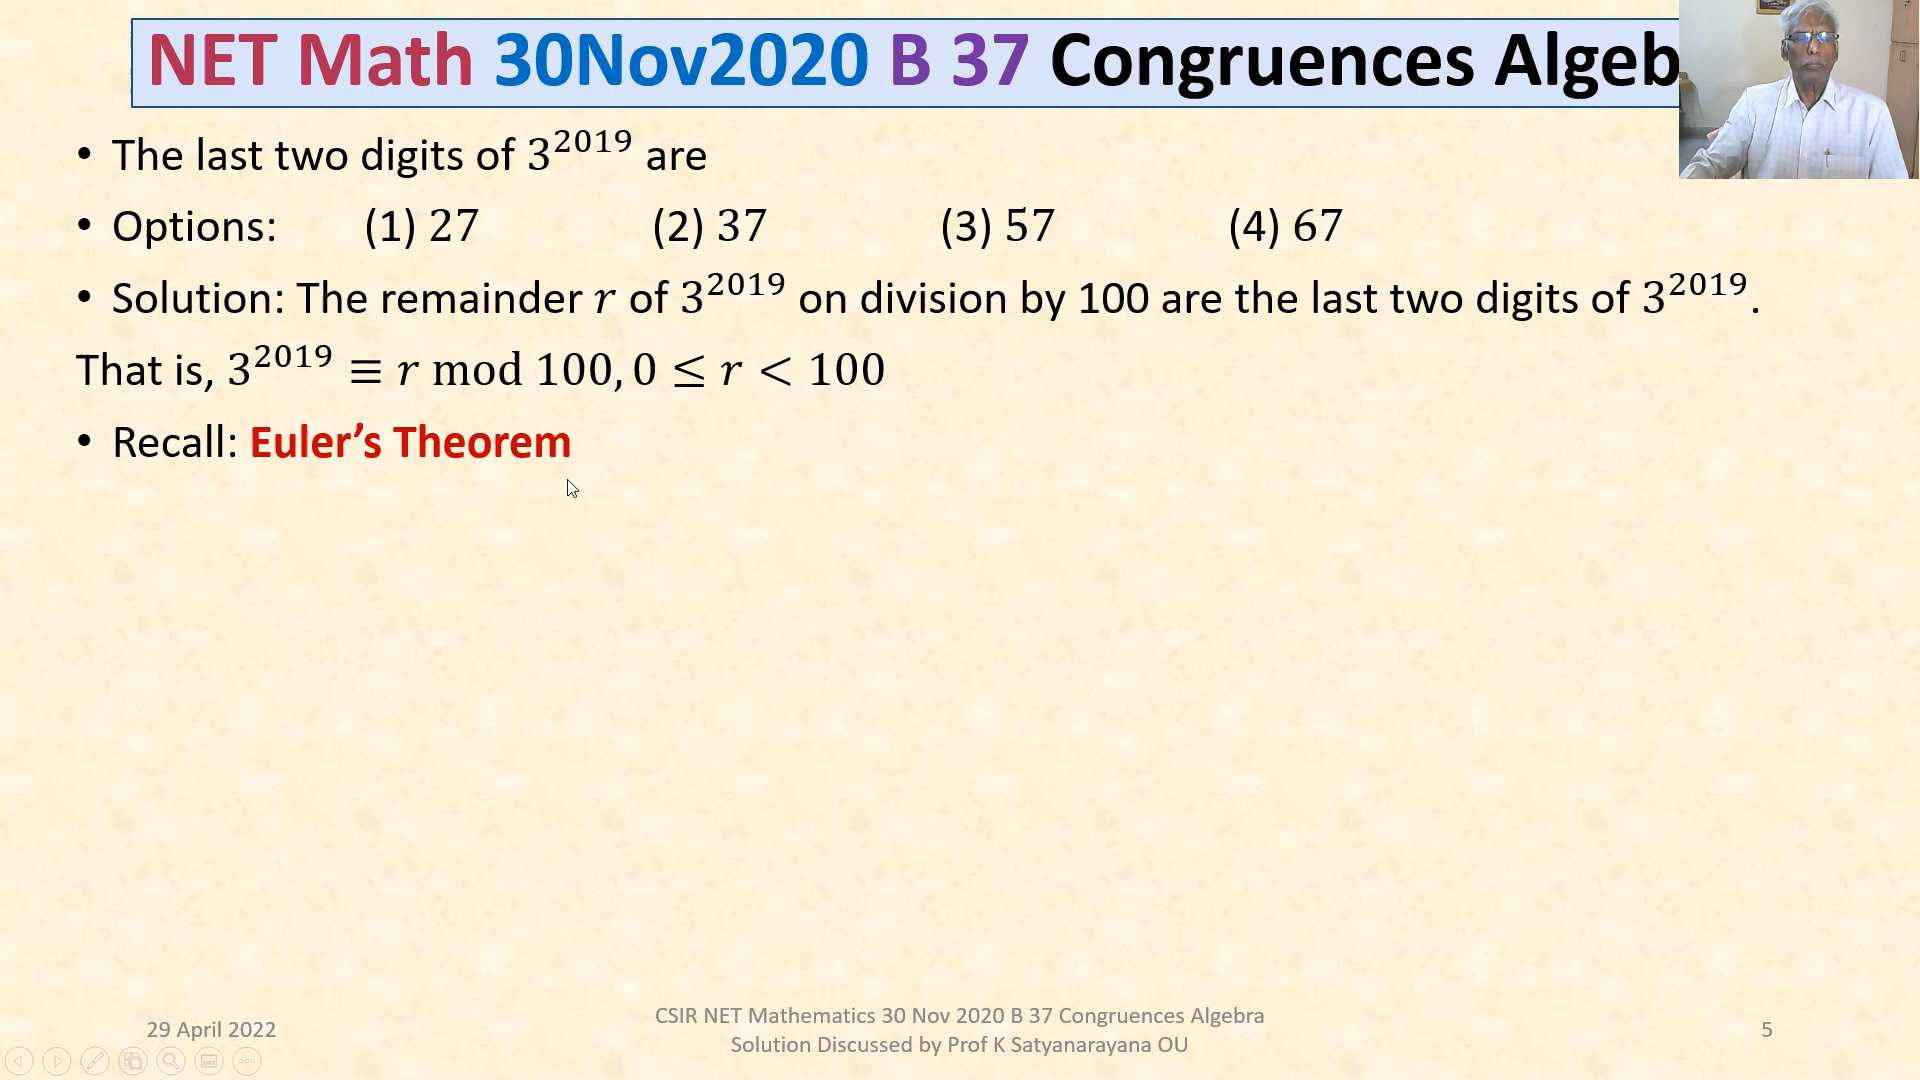 NET Math 30Nov2020 B 37 Congruences Algeb
• The last two digits of 3^2019 are
• Options: (1) 27 (2) 37 (3) 57 (4) 67
• Solution: The remainder r of 3^2019 on division by 100 are the last two digits of 3^2019.
That is, 3^2019 ≡ r mod 100, 0 ≤ r < 100
• Recall: Euler’s Theorem
29 April 2022
CSIR NET Mathematics 30 Nov 2020 B 37 Congruences Algebra
Solution Discussed by Prof K Satyanarayana OU
5